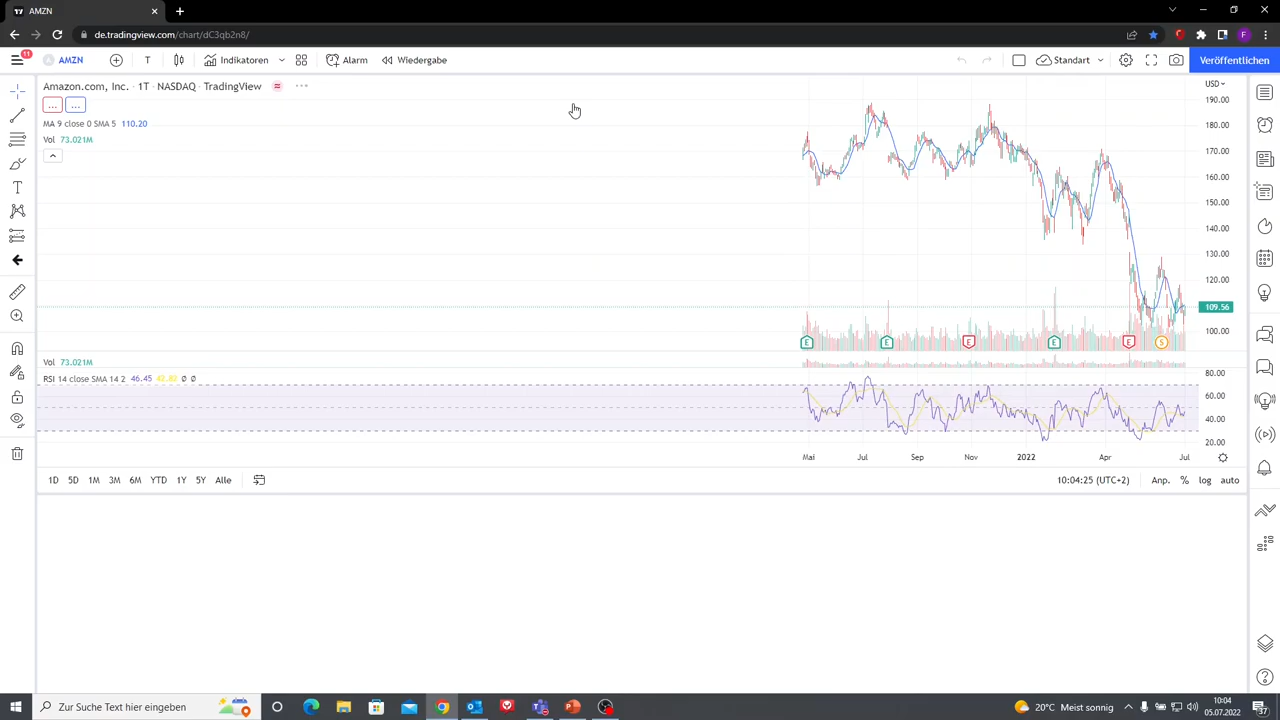 AMZN
de.tradingview.com/chart/dC3qb2n8/
F
11
AMZN
T
Indikatoren
Alarm
Wiedergabe
Standart
Veröffentlichen
Amazon.com, Inc. · 1T · NASDAQ · TradingView
USD
MA 9 close 0 SMA 5 110.20
Vol 73.021M
190.00
180.00
170.00
160.00
150.00
140.00
130.00
120.00
109.56
100.00
E E E E E S
Vol 73.021M
RSI 14 close SMA 14 2 46.45 43.82 Ø Ø
80.00
60.00
40.00
20.00
Mai Jul Sep Nov 2022 Apr Jul
1D 5D 1M 3M 6M YTD 1Y 5Y Alle
10:04:25 (UTC+2) Anp. % log auto
Zur Suche Text hier eingeben
20°C Meist sonnig
10:04
05.07.2022
37